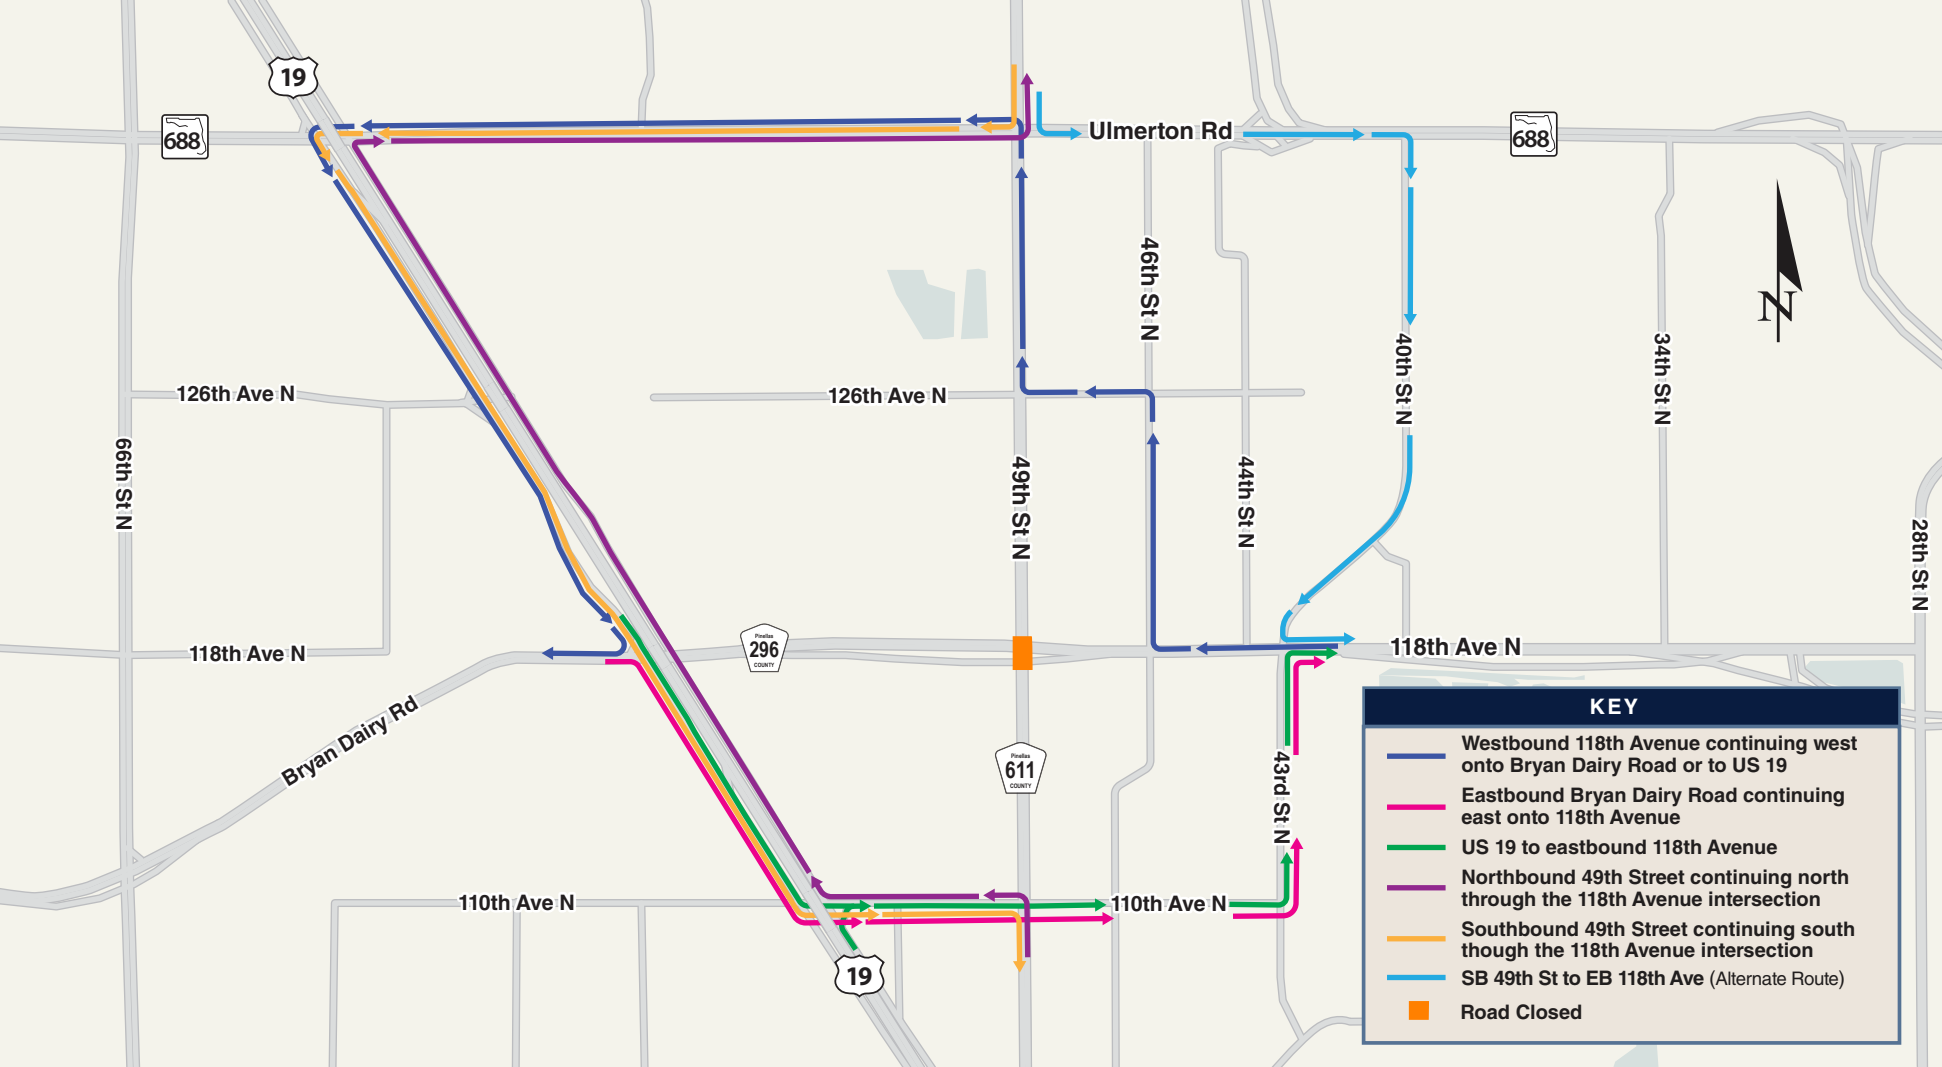 19
688
Ulmerton Rd
688
46th St N
N
40th St N
34th St N
126th Ave N
126th Ave N
66th St N
49th St N
44th St N
28th St N
118th Ave N
Pinellas
296
COUNTY
118th Ave N
Bryan Dairy Rd
Pinellas
611
COUNTY
43rd St N
110th Ave N
110th Ave N
19
KEY
Westbound 118th Avenue continuing west
onto Bryan Dairy Road or to US 19
Eastbound Bryan Dairy Road continuing
east onto 118th Avenue
US 19 to eastbound 118th Avenue
Northbound 49th Street continuing north
through the 118th Avenue intersection
Southbound 49th Street continuing south
though the 118th Avenue intersection
SB 49th St to EB 118th Ave (Alternate Route)
Road Closed